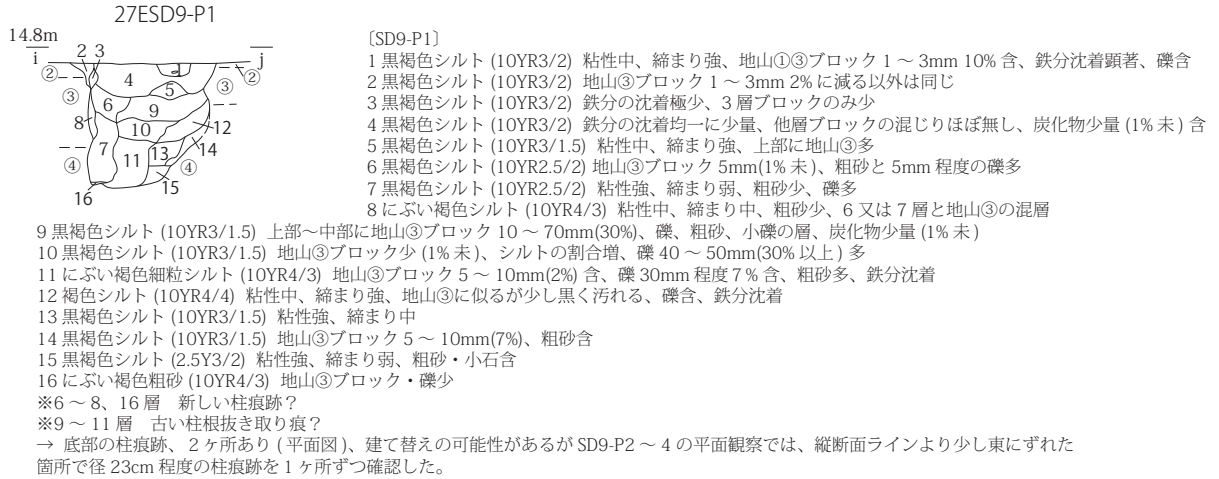 27ESD9-P1
14.8m
i
j
2 3
②
4
5
③
②
③
6
9
8
10
12
7
11
13
14
④
④
15
16
〔SD9-P1〕
1 黒褐色シルト (10YR3/2) 粘性中、締まり強、地山①③ブロック 1 ～ 3mm 10% 含、鉄分沈着顕著、礫含
2 黒褐色シルト (10YR3/2) 地山③ブロック 1 ～ 3mm 2% に減る以外は同じ
3 黒褐色シルト (10YR3/2) 鉄分の沈着極少、3 層ブロックのみ少
4 黒褐色シルト (10YR3/2) 鉄分の沈着均一に少量、他層ブロックの混じりほぼ無し、炭化物少量 (1% 未 ) 含
5 黒褐色シルト (10YR3/1.5) 粘性中、締まり強、上部に地山③多
6 黒褐色シルト (10YR2.5/2) 地山③ブロック 5mm(1% 未 )、粗砂と 5mm 程度の礫多
7 黒褐色シルト (10YR2.5/2) 粘性強、締まり弱、粗砂少、礫多
8 にぶい褐色シルト (10YR4/3) 粘性中、締まり中、粗砂少、6 又は 7 層と地山③の混層
9 黒褐色シルト (10YR3/1.5) 上部～中部に地山③ブロック 10 ～ 70mm(30%)、礫、粗砂、小礫の層、炭化物少量 (1% 未 )
10 黒褐色シルト (10YR3/1.5) 地山③ブロック少 (1% 未 )、シルトの割合増、礫 40 ～ 50mm(30% 以上 ) 多
11 にぶい褐色細粒シルト (10YR4/3) 地山③ブロック 5 ～ 10mm(2%) 含、礫 30mm 程度 7 % 含、粗砂多、鉄分沈着
12 褐色シルト (10YR4/4) 粘性中、締まり強、地山③に似るが少し黒く汚れる、礫含、鉄分沈着
13 黒褐色シルト (10YR3/1.5) 粘性強、締まり中
14 黒褐色シルト (10YR3/1.5) 地山③ブロック 5 ～ 10mm(7%)、粗砂含
15 黒褐色シルト (2.5Y3/2) 粘性強、締まり弱、粗砂・小石含
16 にぶい褐色粗砂 (10YR4/3) 地山③ブロック・礫少
※6 ～ 8、16 層　新しい柱痕跡？
※9 ～ 11 層　古い柱根抜き取り痕？
→ 底部の柱痕跡、２ヶ所あり ( 平面図 )、建て替えの可能性があるが SD9-P2 ～ 4 の平面観察では、縦断面ラインより少し東にずれた
箇所で径 23cm 程度の柱痕跡を 1 ヶ所ずつ確認した。